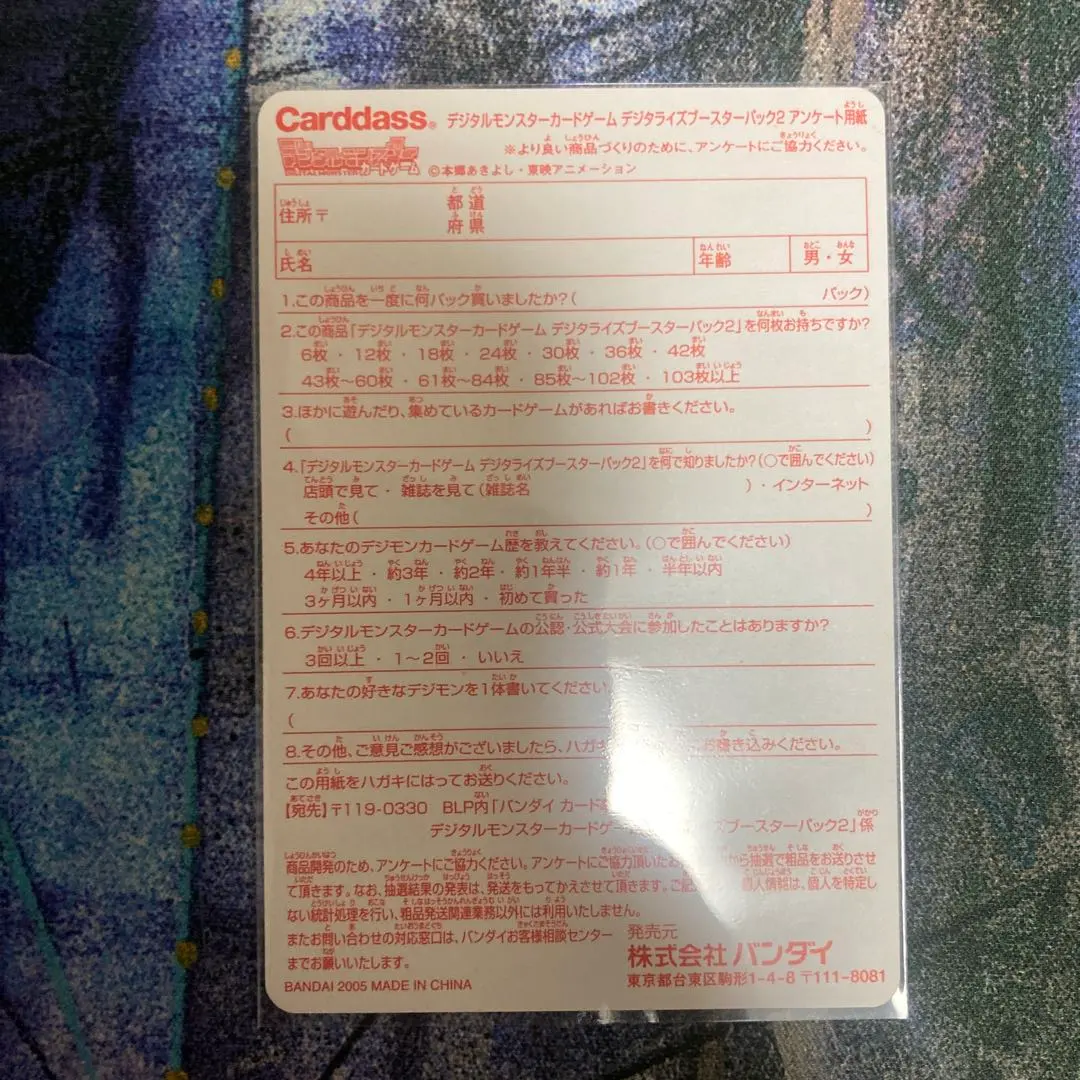 Carddass® デジタルモンスターカードゲーム デジタライズブースターパック2 アンケート用紙
※より良い商品づくりのために、アンケートにご協力ください。
デジタルモンスター カードゲーム
DIGITAL MONSTER
©本郷あきよし・東映アニメーション
住所〒 都道府県
氏名 年齢 男・女
1.この商品を一度に何パック買いましたか?( パック)
2.この商品「デジタルモンスターカードゲーム デジタライズブースターパック2」を何枚お持ちですか?
6枚 ・ 12枚 ・ 18枚 ・ 24枚 ・ 30枚 ・ 36枚 ・ 42枚
43枚〜60枚 ・ 61枚〜84枚 ・ 85枚〜102枚 ・ 103枚以上
3.ほかに遊んだり、集めているカードゲームがあればお書きください。
( )
4.「デジタルモンスターカードゲーム デジタライズブースターパック2」を何で知りましたか?(○で囲んでください)
店頭で見て ・ 雑誌を見て(雑誌名 ) ・ インターネット
その他( )
5.あなたのデジモンカードゲーム歴を教えてください。(○で囲んでください)
4年以上 ・ 約3年 ・ 約2年 ・ 約1年半 ・ 約1年 ・ 半年以内
3ヶ月以内 ・ 1ヶ月以内 ・ 初めて買った
6.デジタルモンスターカードゲームの公認・公式大会に参加したことはありますか?
3回以上 ・ 1〜2回 ・ いいえ
7.あなたの好きなデジモンを1体書いてください。
(
8.その他、ご意見ご感想がございましたら、ハガキ お書き込みください。
この用紙をハガキにはってお送りください。
【宛先】〒119-0330 BLP内「バンダイ カード
デジタルモンスターカードゲー ズブースターパック2」係
商品開発のため、アンケートにご協力ください。アンケートにご協力頂いたお から抽選で粗品をお送りさせ
て頂きます。なお、抽選結果の発表は、発送をもってかえさせて頂きます。ご記 個人情報は、個人を特定し
ない統計処理を行い、粗品発送関連業務以外には利用いたしません。
またお問い合わせの対応窓口は、バンダイお客様相談センター
までお願いいたします。
発売元
株式会社 バンダイ
東京都台東区駒形1-4-8 〒111-8081
BANDAI 2005 MADE IN CHINA